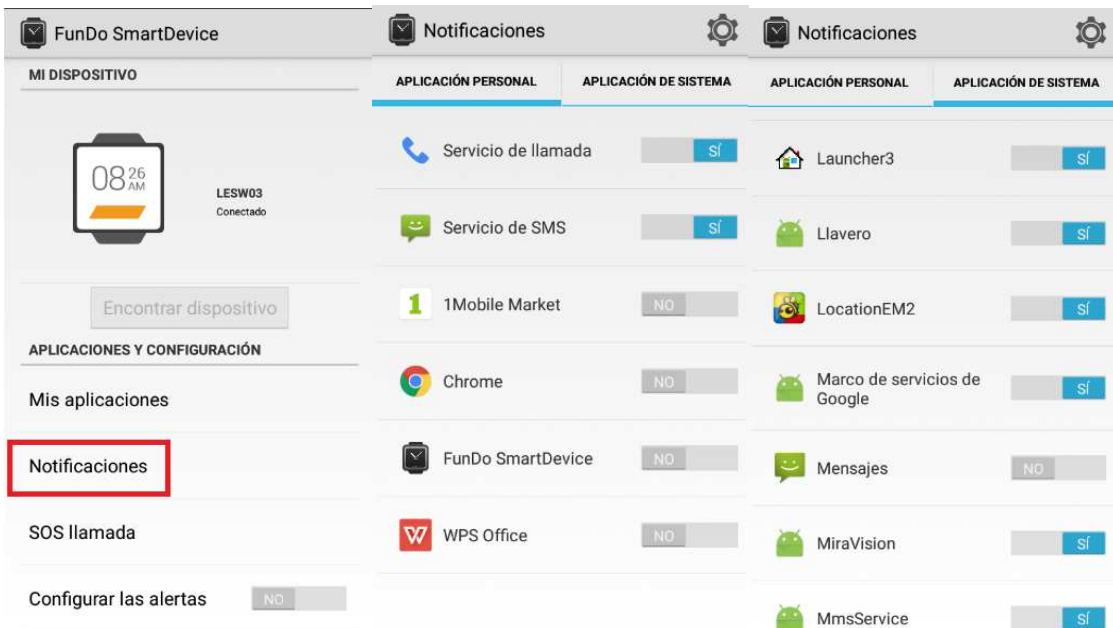 FunDo SmartDevice
MI DISPOSITIVO
08 26 AM
LESW03
Conectado
Encontrar dispositivo
APLICACIONES Y CONFIGURACIÓN
Mis aplicaciones
Notificaciones
SOS llamada
Configurar las alertas NO
Notificaciones
APLICACIÓN PERSONAL APLICACIÓN DE SISTEMA
Servicio de llamada SÍ
Servicio de SMS SÍ
1 1Mobile Market NO
Chrome NO
FunDo SmartDevice NO
W WPS Office NO
Notificaciones
APLICACIÓN PERSONAL APLICACIÓN DE SISTEMA
Launcher3 SÍ
Llavero SÍ
LocationEM2 SÍ
Marco de servicios de
Google SÍ
Mensajes NO
MiraVision SÍ
MmsService SÍ